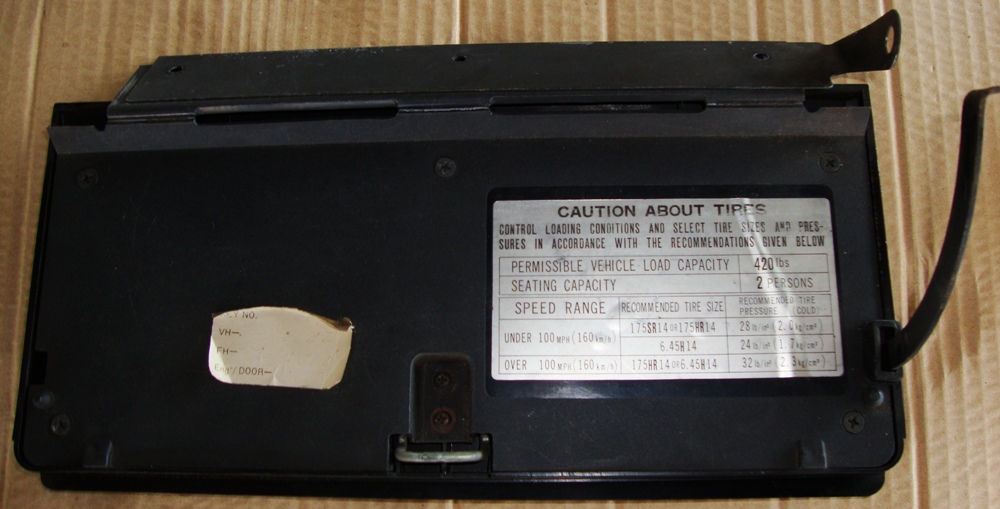 CAUTION ABOUT TIRES
CONTROL LOADING CONDITIONS AND SELECT TIRE SIZES AND PRES-
SURES IN ACCORDANCE WITH THE RECOMMENDATIONS GIVEN BELOW
PERMISSIBLE VEHICLE LOAD CAPACITY 420 lbs
SEATING CAPACITY 2 PERSONS
SPEED RANGE RECOMMENDED TIRE SIZE RECOMMENDED TIRE PRESSURE (COLD)
UNDER 100 MPH (160 km/h) 175SR14 OR 175HR14 28 lb/in² (2.0 kg/cm²)
6.45H14 24 lb/in² (1.7 kg/cm²)
OVER 100 MPH (160 km/h) 175HR14 OR 6.45H14 32 lb/in² (2.3 kg/cm²)
NO.
VH-
FH-
Eng'/DOOR-